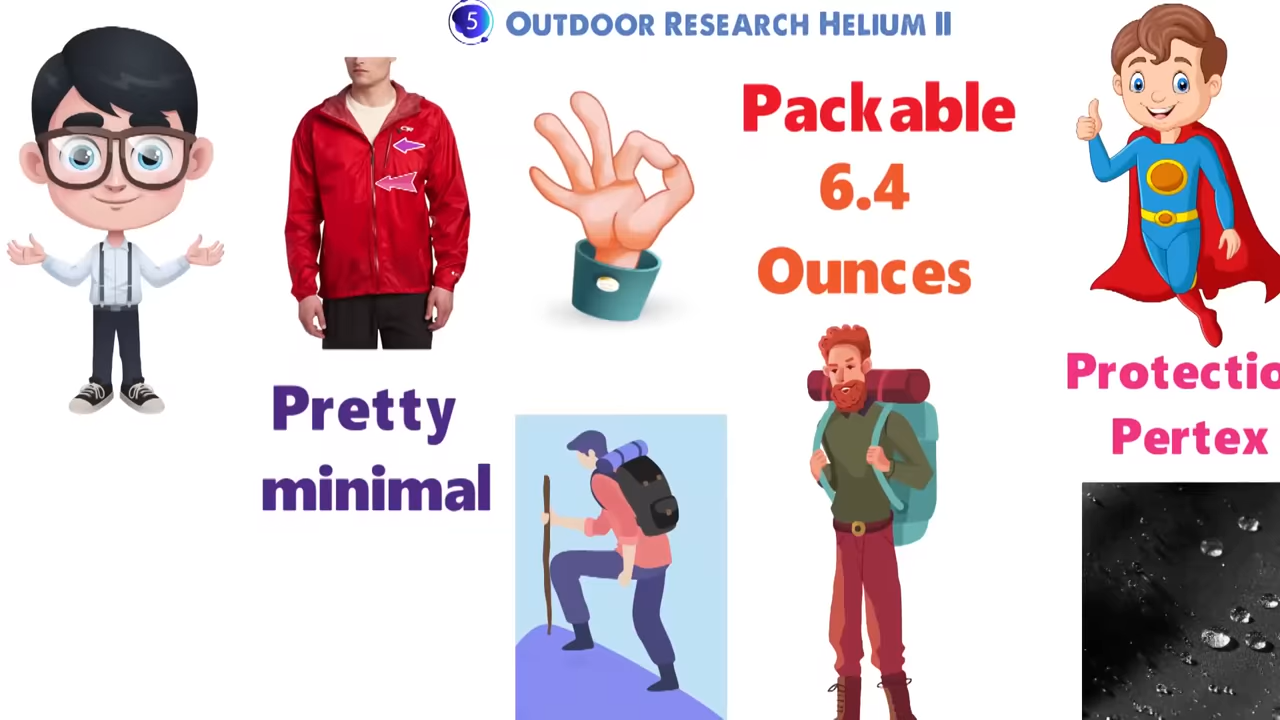 5 OUTDOOR RESEARCH HELIUM II
Packable
6.4
Ounces
Pretty
minimal
Protectio
Pertex